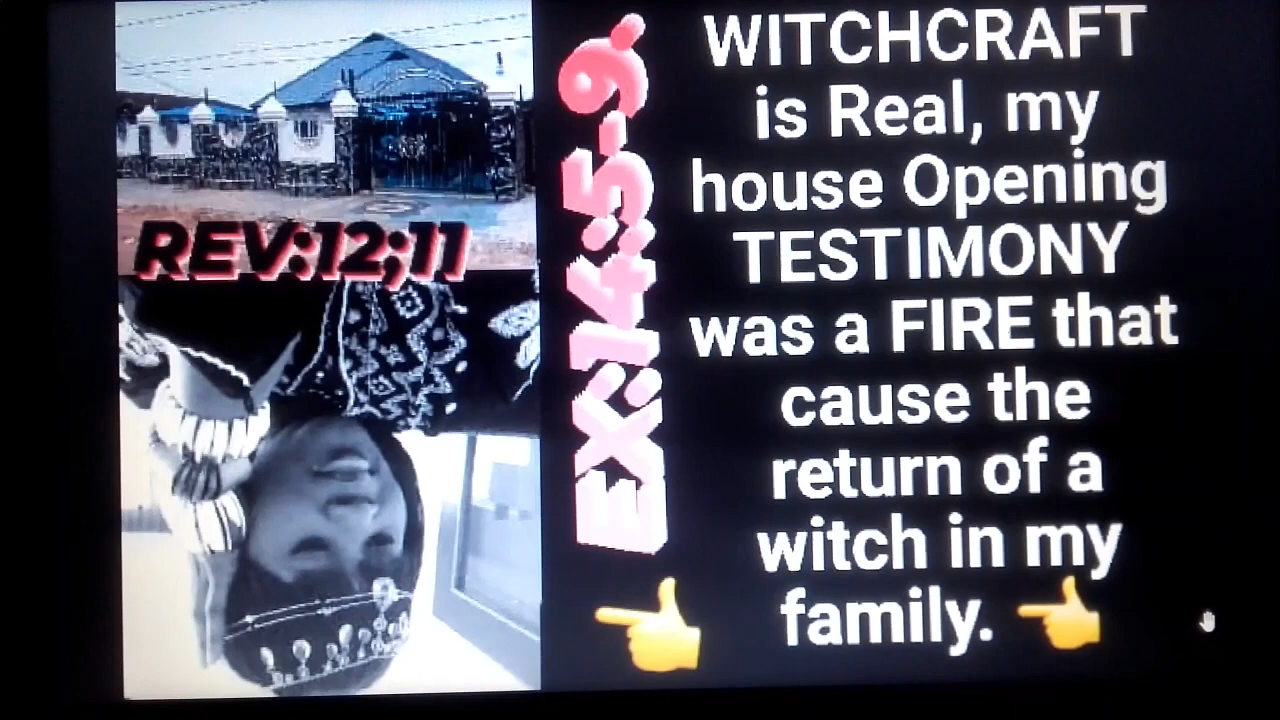 REV:12;11
EX:14:5-9,
WITCHCRAFT
is Real, my
house Opening
TESTIMONY
was a FIRE that
cause the
return of a
witch in my
family.